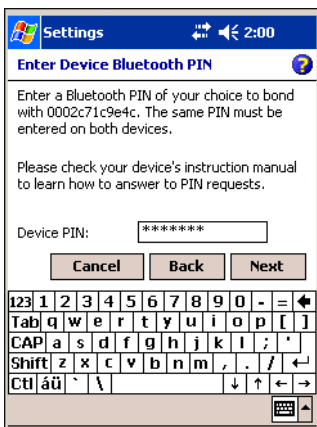 Settings 2:00
Enter Device Bluetooth PIN ?
Enter a Bluetooth PIN of your choice to bond
with 0002c71c9e4c. The same PIN must be
entered on both devices.
Please check your device's instruction manual
to learn how to answer to PIN requests.
Device PIN: *******
Cancel Back Next
123 1 2 3 4 5 6 7 8 9 0 - =
Tab q w e r t y u i o p [ ]
CAP a s d f g h j k l ; '
Shift z x c v b n m , . /
Ctl áü ` \